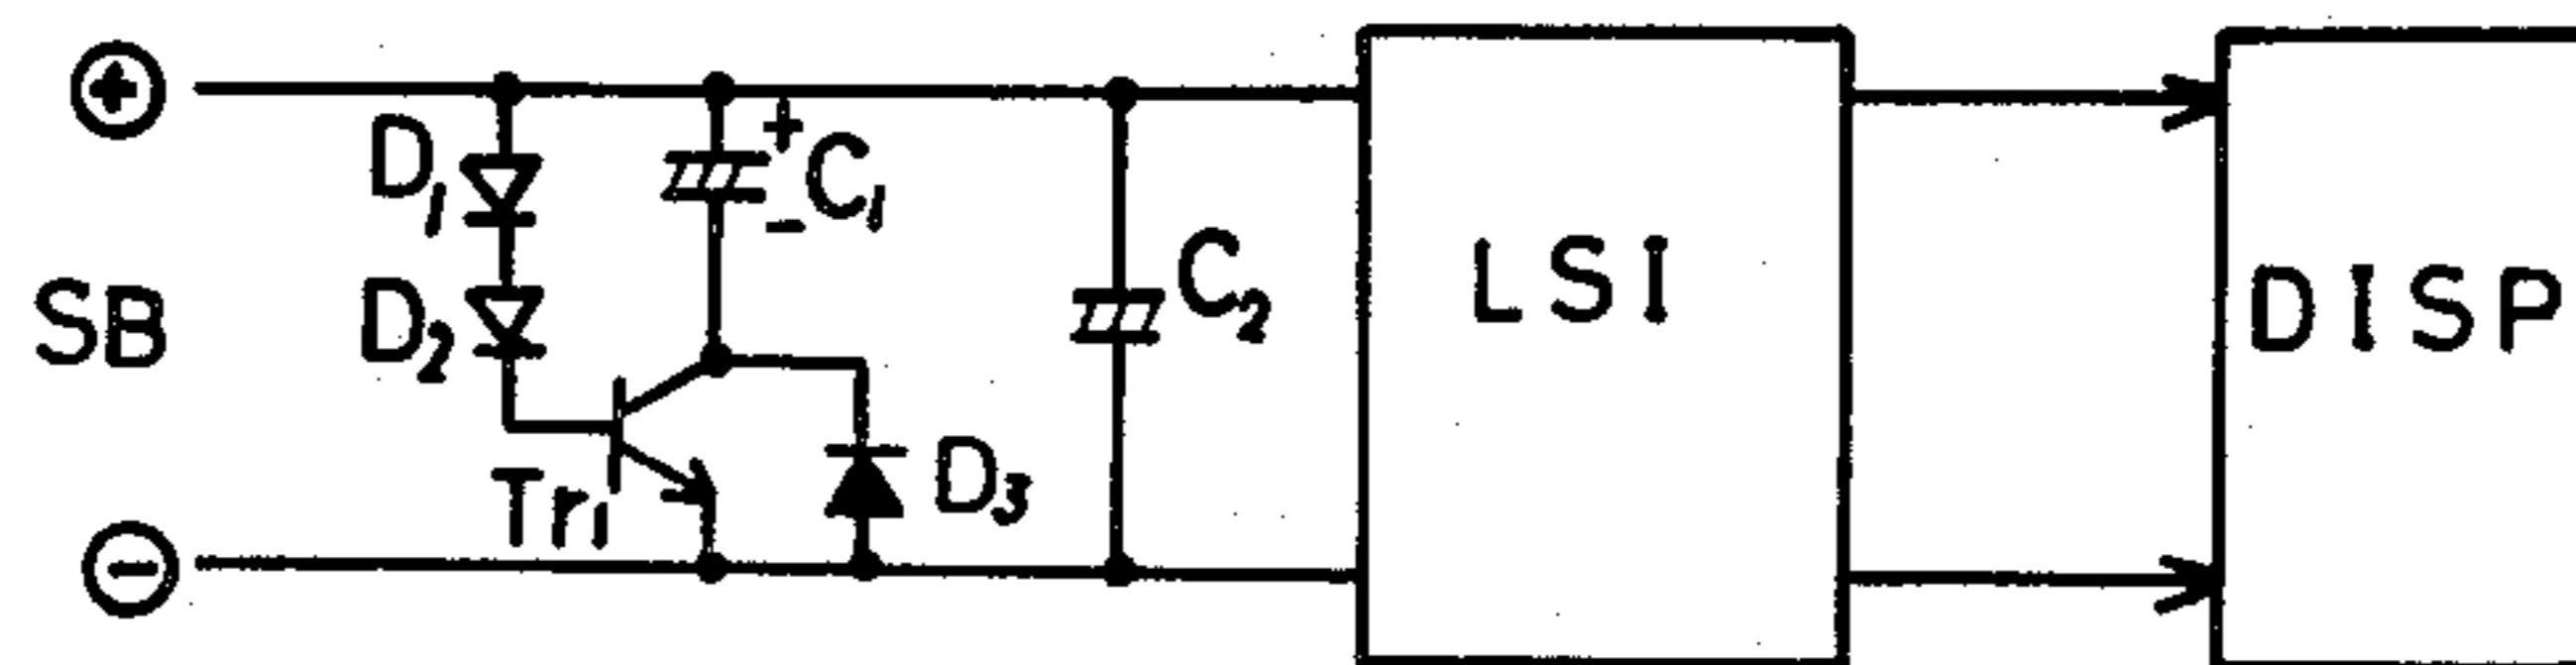 ⊕
D1
+
C1
-
D2
SB
C2
LSI
DISP
Tr1
D3
⊖